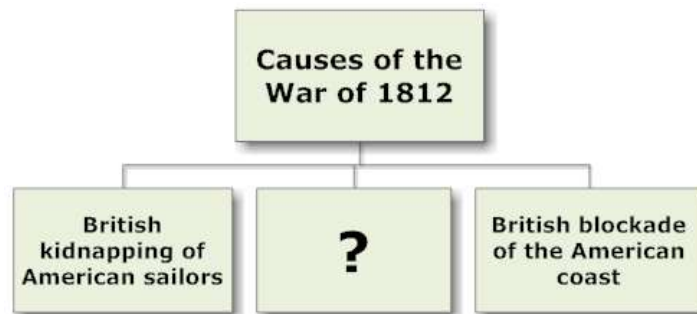 Causes of the
War of 1812
British
kidnapping of
American sailors
?
British blockade
of the American
coast